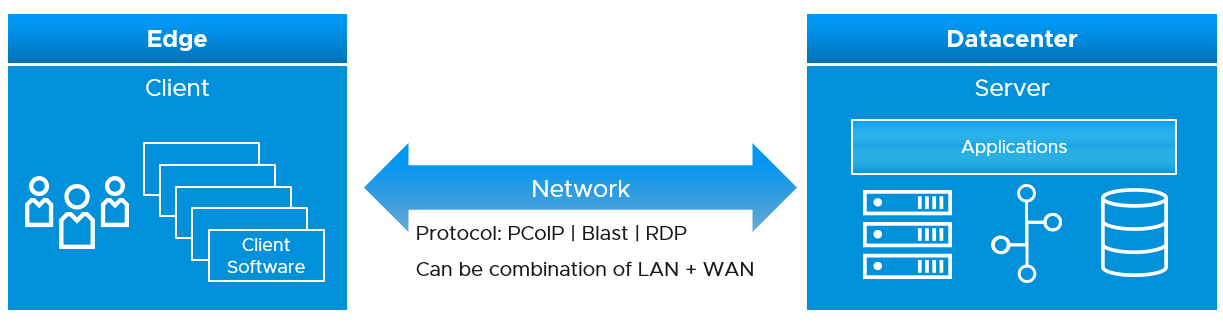 Edge
Client
Client
Software
Network
Protocol: PCoIP | Blast | RDP
Can be combination of LAN + WAN
Datacenter
Server
Applications